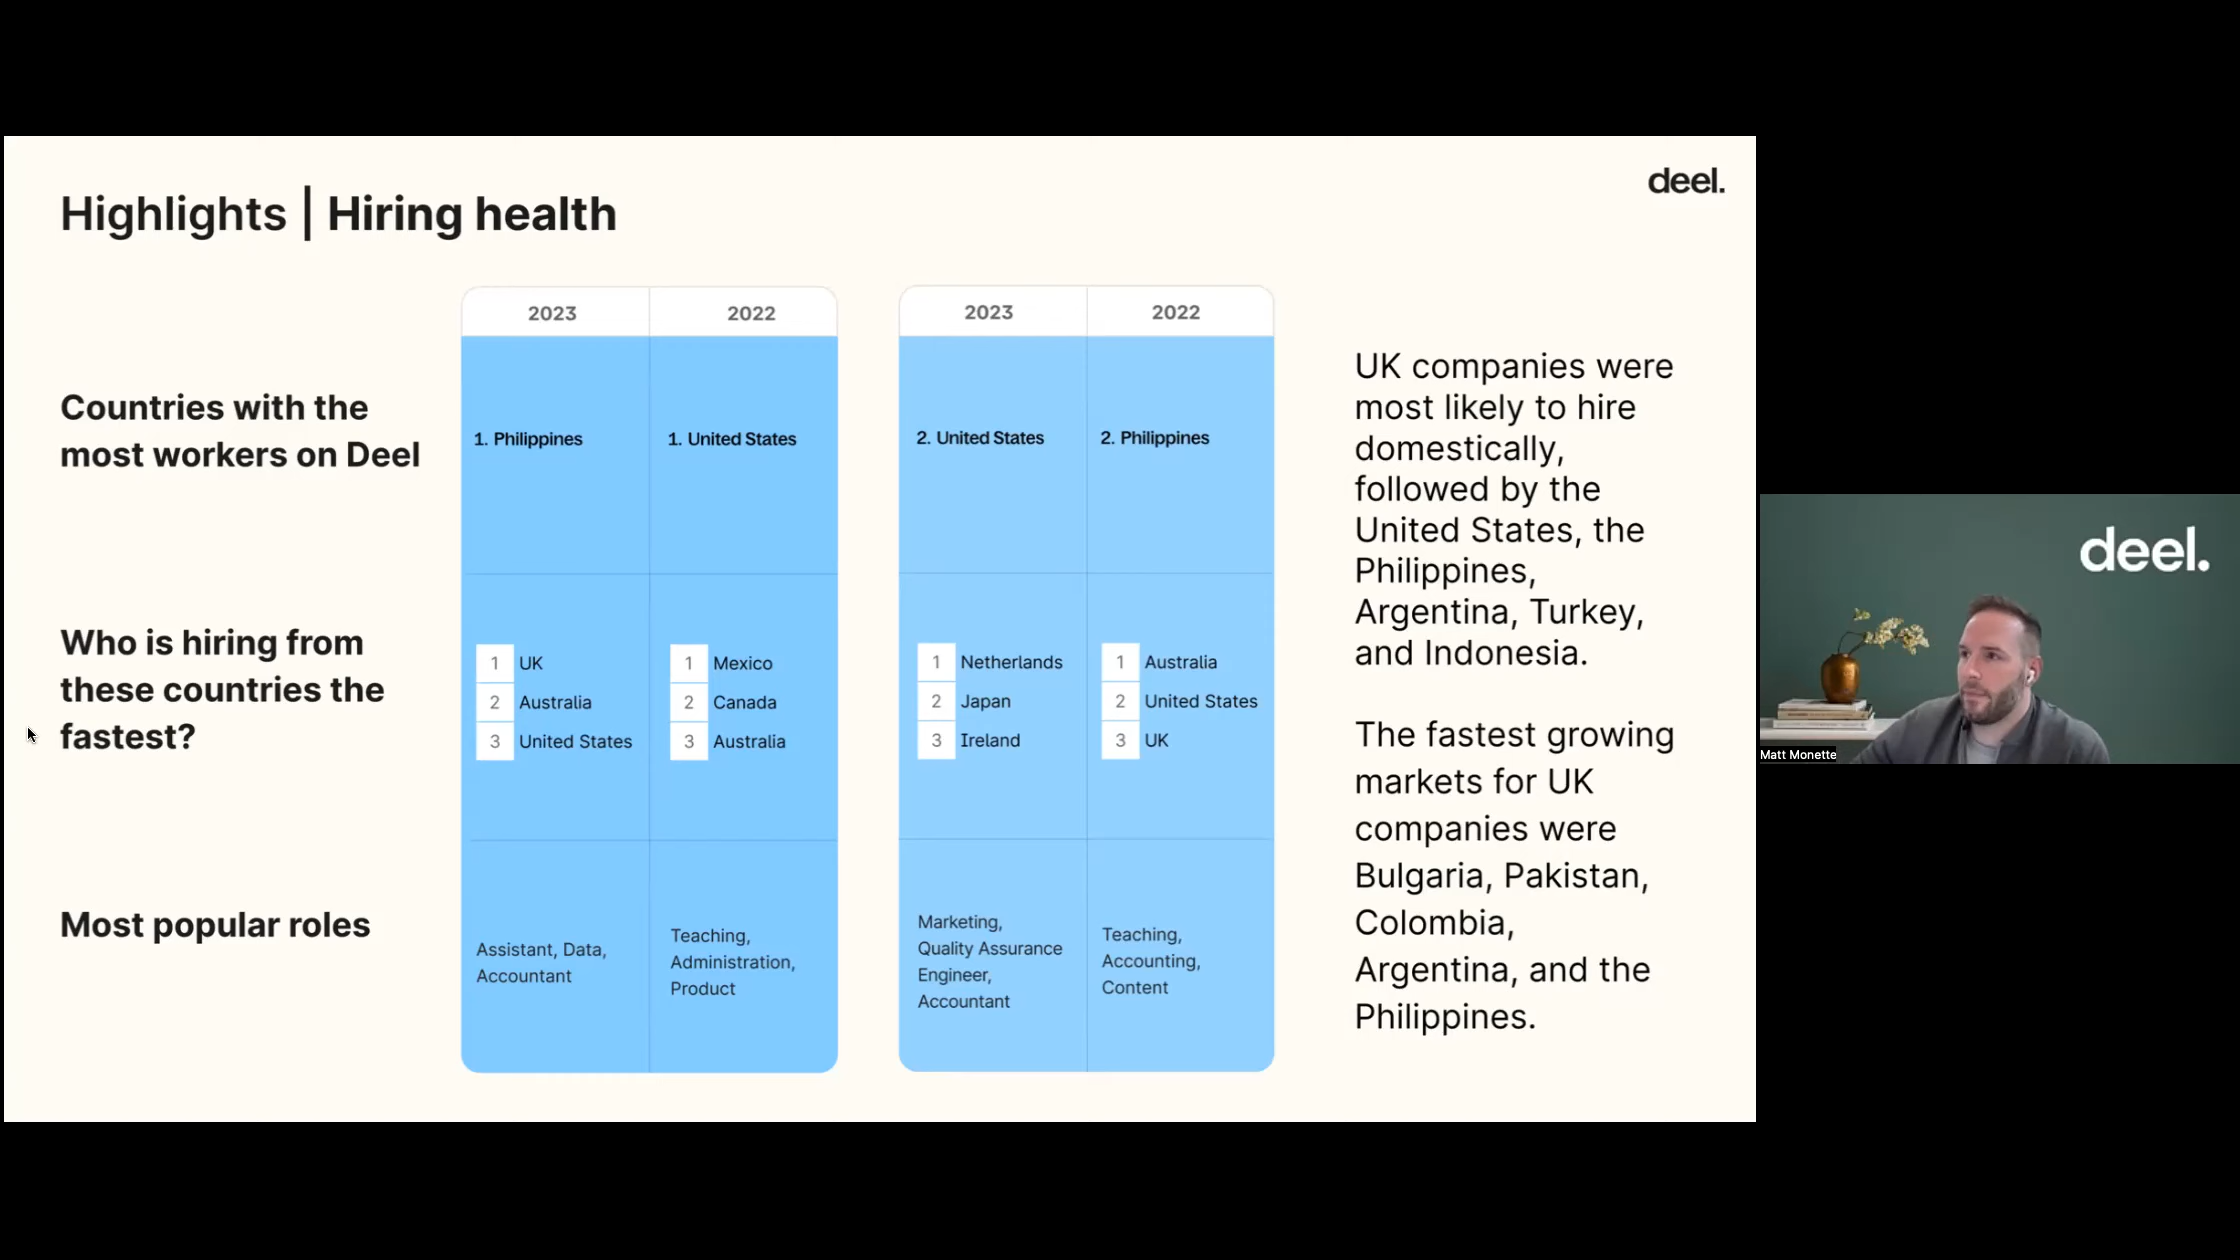 deel.
Highlights | Hiring health
2023
2022
2023
2022
Countries with the
most workers on Deel
1. Philippines
1. United States
2. United States
2. Philippines
Who is hiring from
these countries the
fastest?
1 UK
2 Australia
3 United States
1 Mexico
2 Canada
3 Australia
1 Netherlands
2 Japan
3 Ireland
1 Australia
2 United States
3 UK
Most popular roles
Assistant, Data,
Accountant
Teaching,
Administration,
Product
Marketing,
Quality Assurance
Engineer,
Accountant
Teaching,
Accounting,
Content
UK companies were
most likely to hire
domestically,
followed by the
United States, the
Philippines,
Argentina, Turkey,
and Indonesia.
The fastest growing
markets for UK
companies were
Bulgaria, Pakistan,
Colombia,
Argentina, and the
Philippines.
deel.
Matt Monette